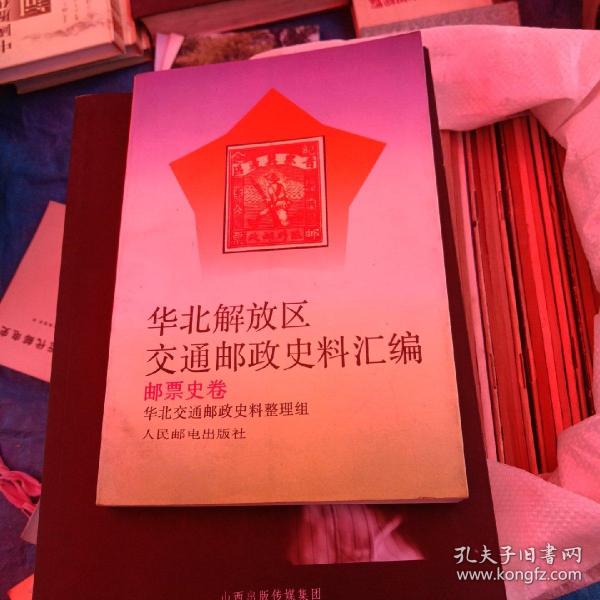 华北解放区
交通邮政史料汇编
邮票史卷
华北交通邮政史料整理组
人民邮电出版社
山西出版传媒集团
孔夫子旧书网
www.kongfz.com